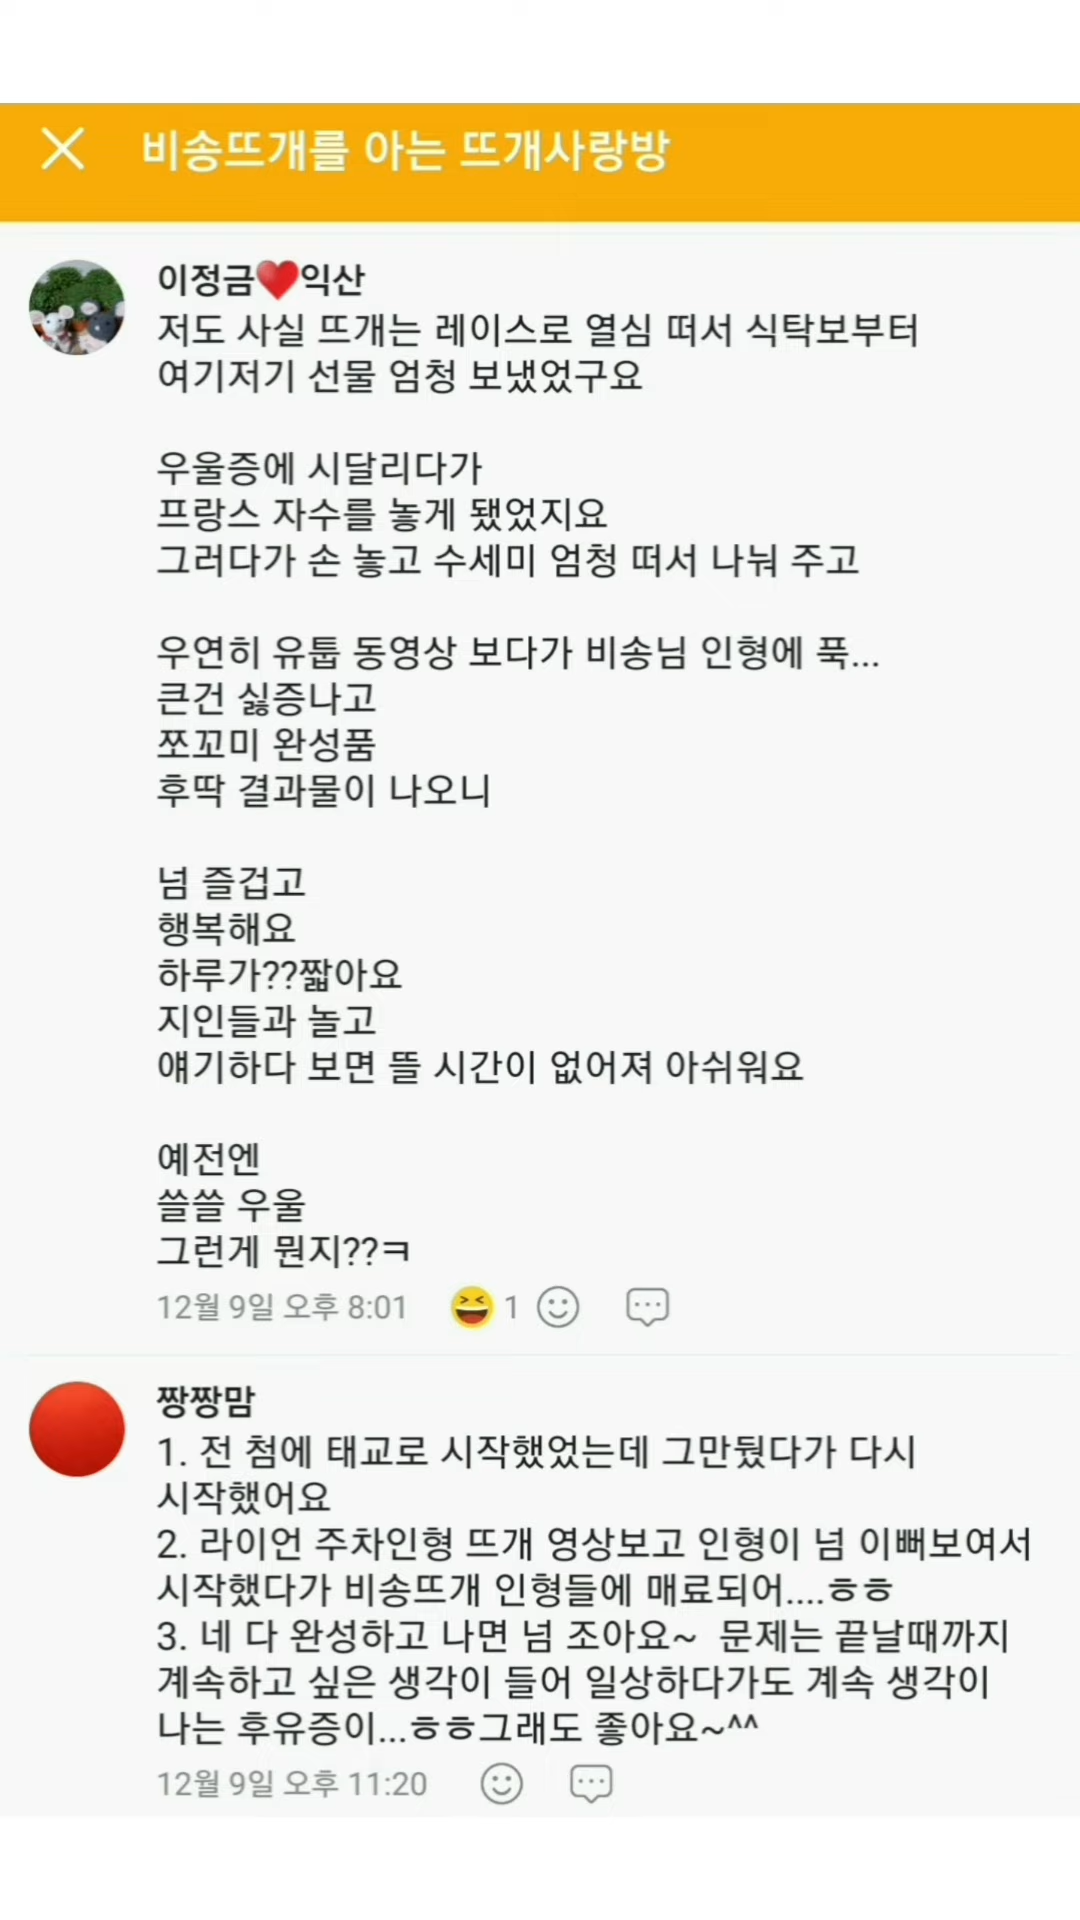 비송뜨개를 아는 뜨개사랑방
이정금❤️익산
저도 사실 뜨개는 레이스로 열심 떠서 식탁보부터
여기저기 선물 엄청 보냈었구요
우울증에 시달리다가
프랑스 자수를 놓게 됐었지요
그러다가 손 놓고 수세미 엄청 떠서 나눠 주고
우연히 유튭 동영상 보다가 비송님 인형에 푹...
큰건 싫증나고
쪼꼬미 완성품
후딱 결과물이 나오니
넘 즐겁고
행복해요
하루가??짧아요
지인들과 놀고
얘기하다 보면 뜰 시간이 없어져 아쉬워요
예전엔
쓸쓸 우울
그런게 뭔지??ㅋ
12월 9일 오후 8:01 😆 1
짱짱맘
1. 전 첨에 태교로 시작했었는데 그만뒀다가 다시
시작했어요
2. 라이언 주차인형 뜨개 영상보고 인형이 넘 이뻐보여서
시작했다가 비송뜨개 인형들에 매료되어....ㅎㅎ
3. 네 다 완성하고 나면 넘 조아요~ 문제는 끝날때까지
계속하고 싶은 생각이 들어 일상하다가도 계속 생각이
나는 후유증이...ㅎㅎ그래도 좋아요~^^
12월 9일 오후 11:20